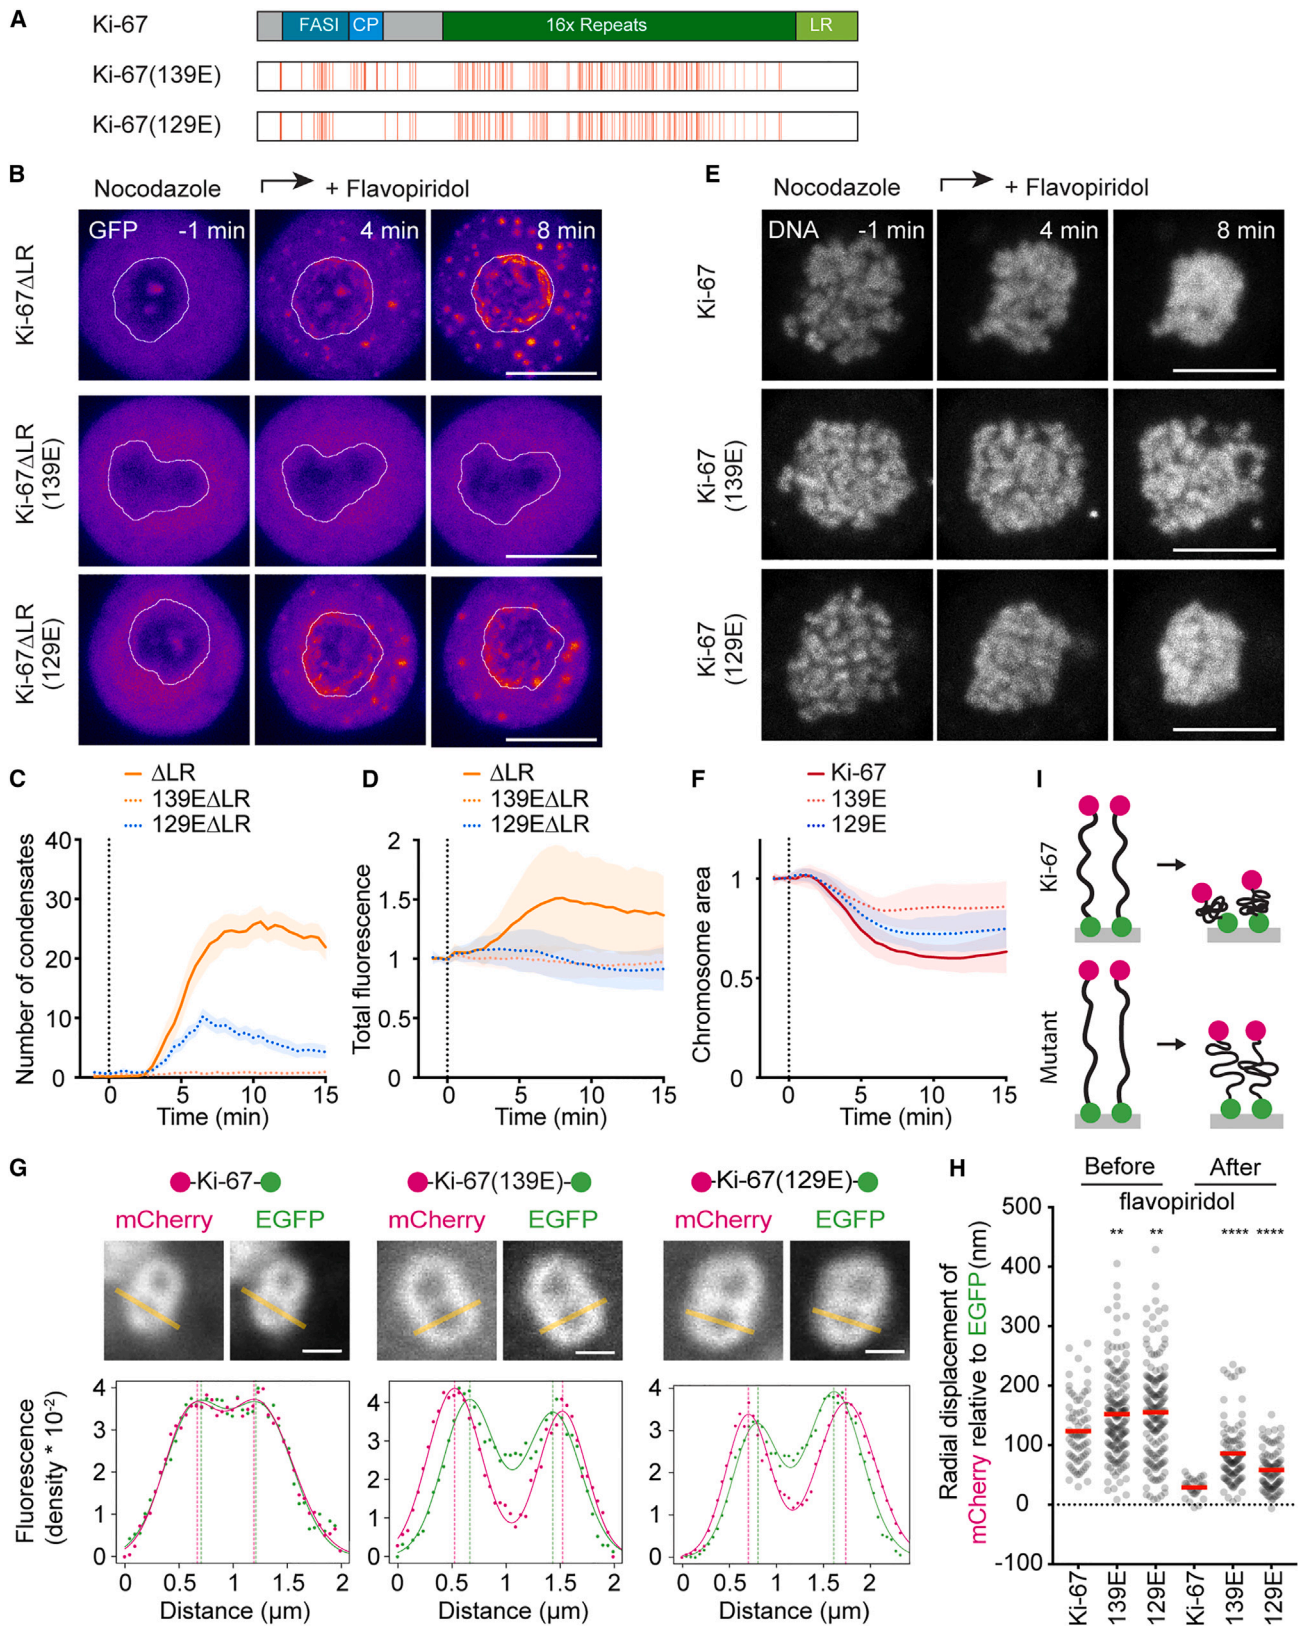 A
Ki-67
FASI
CP
16x Repeats
LR
Ki-67(139E)
Ki-67(129E)
B
Nocodazole
+ Flavopiridol
GFP
-1 min
4 min
8 min
Ki-67ΔLR
Ki-67ΔLR
(139E)
Ki-67ΔLR
(129E)
E
Nocodazole
+ Flavopiridol
DNA
-1 min
4 min
8 min
Ki-67
Ki-67
(139E)
Ki-67
(129E)
C
ΔLR
139EΔLR
129EΔLR
Number of condensates
40
30
20
10
0
0
5
10
15
Time (min)
D
ΔLR
139EΔLR
129EΔLR
Total fluorescence
2
1.5
1
0.5
0
0
5
10
15
Time (min)
F
Ki-67
139E
129E
Chromosome area
1
0.5
0
0
5
10
15
Time (min)
I
Ki-67
Mutant
G
-Ki-67-
mCherry
EGFP
-Ki-67(139E)-
mCherry
EGFP
-Ki-67(129E)-
mCherry
EGFP
Fluorescence
(density * 10⁻²)
4
3
2
1
0
0
0.5
1
1.5
2
Distance (µm)
4
3
2
1
0
0
0.5
1
1.5
2
Distance (µm)
4
3
2
1
0
0
1
2
Distance (µm)
H
Before
After
flavopiridol
** ** **** ****
Radial displacement of
mCherry relative to EGFP (nm)
500
400
300
200
100
0
-100
Ki-67
139E
129E
Ki-67
139E
129E